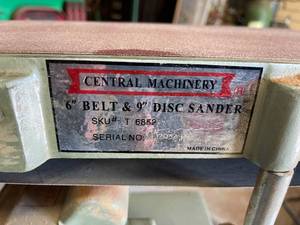 CENTRAL MACHINERY
6" BELT & 9" DISC SANDER
SKU#: T 6852
SERIAL NO.
MADE IN CHINA